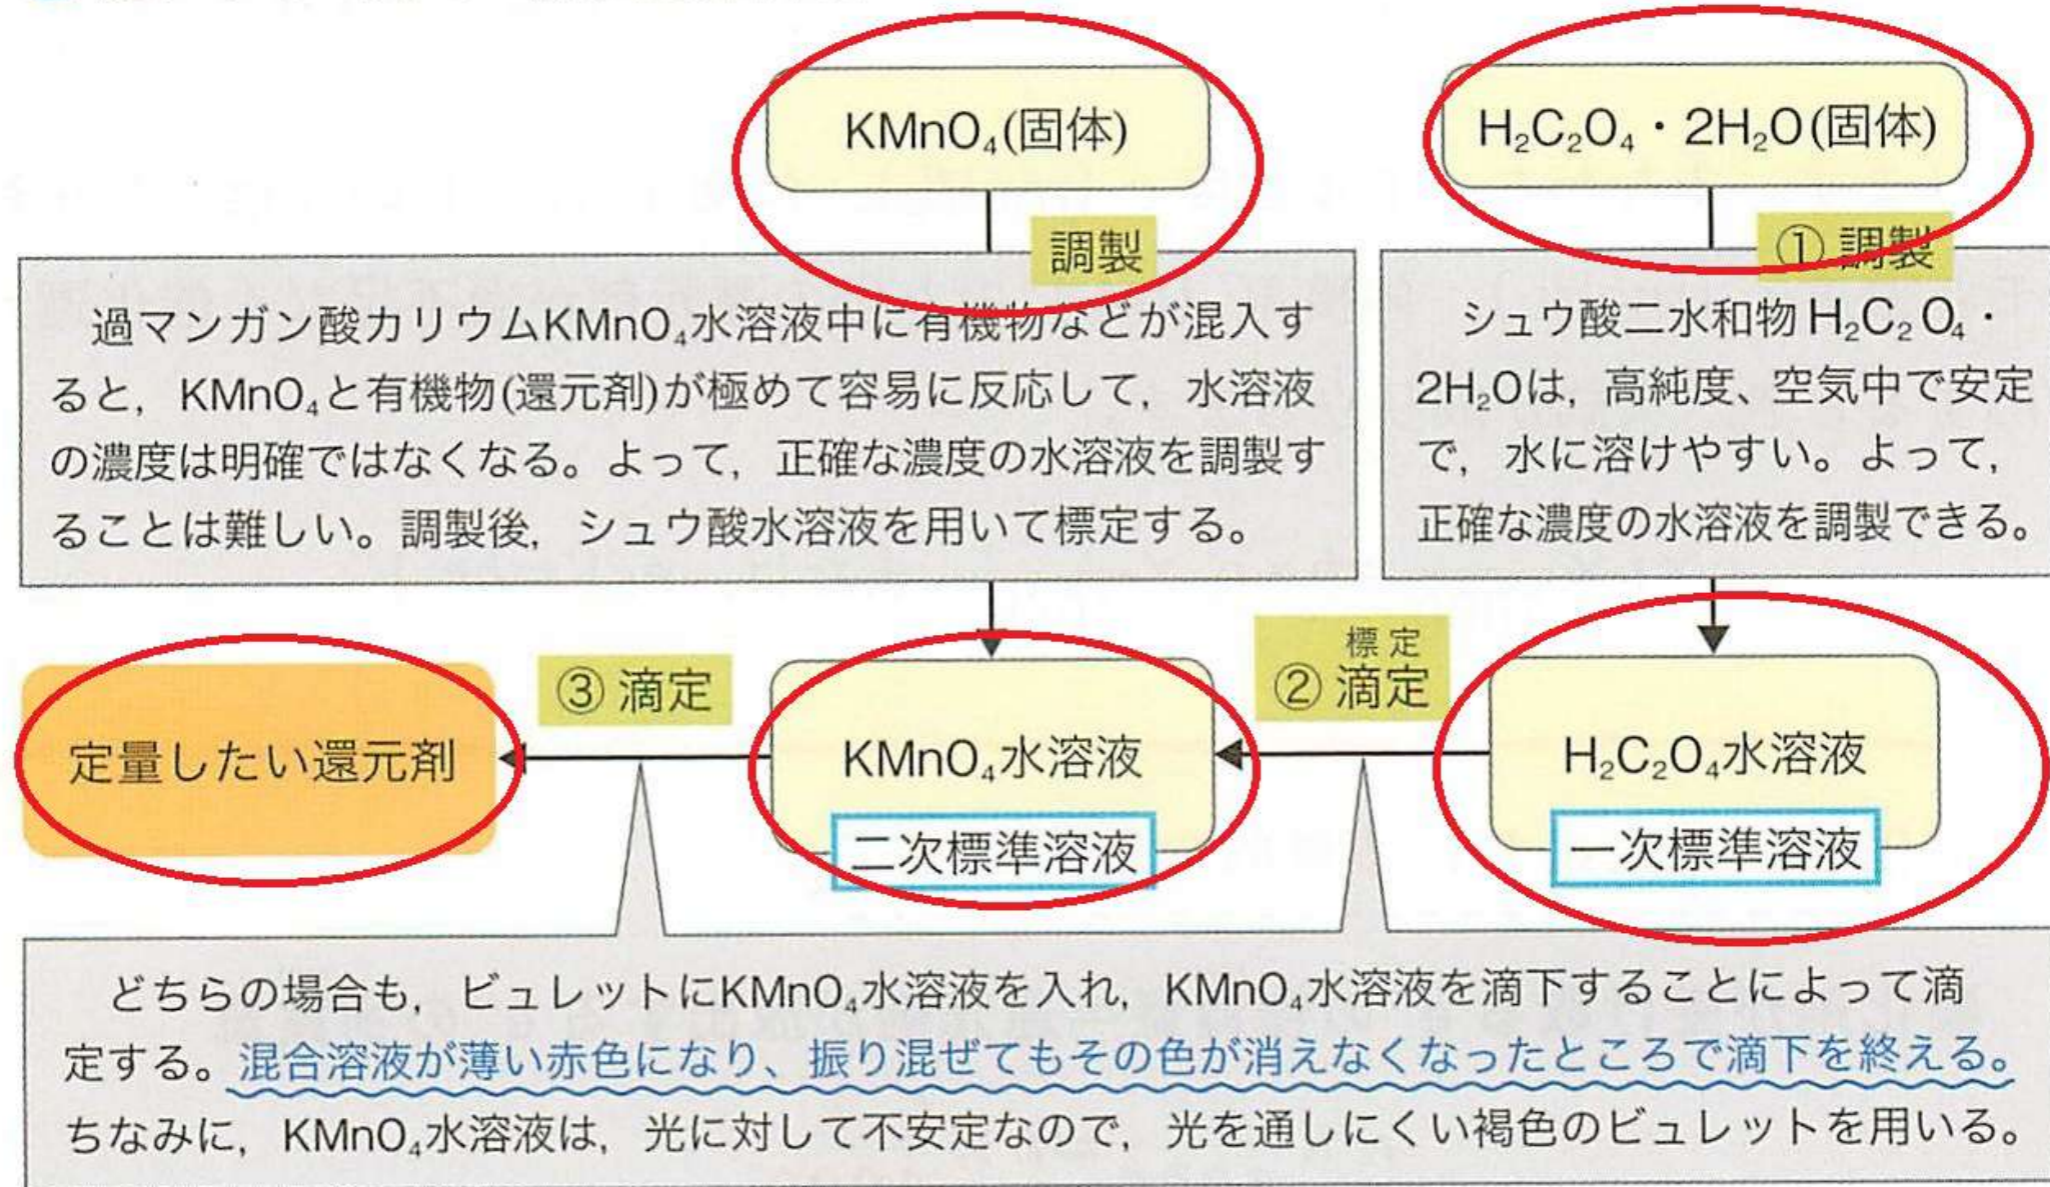 KMnO₄(固体)
H₂C₂O₄・2H₂O(固体)
調製
① 調製
過マンガン酸カリウムKMnO₄水溶液中に有機物などが混入す
ると，KMnO₄と有機物(還元剤)が極めて容易に反応して，水溶液
の濃度は明確ではなくなる。よって，正確な濃度の水溶液を調製す
ることは難しい。調製後，シュウ酸水溶液を用いて標定する。
シュウ酸二水和物 H₂C₂O₄・
2H₂Oは，高純度、空気中で安定
で，水に溶けやすい。よって，
正確な濃度の水溶液を調製できる。
定量したい還元剤
③ 滴定
KMnO₄水溶液
二次標準溶液
標定
② 滴定
H₂C₂O₄水溶液
一次標準溶液
どちらの場合も，ビュレットにKMnO₄水溶液を入れ，KMnO₄水溶液を滴下することによって滴
定する。混合溶液が薄い赤色になり、振り混ぜてもその色が消えなくなったところで滴下を終える。
ちなみに，KMnO₄水溶液は，光に対して不安定なので，光を通しにくい褐色のビュレットを用いる。